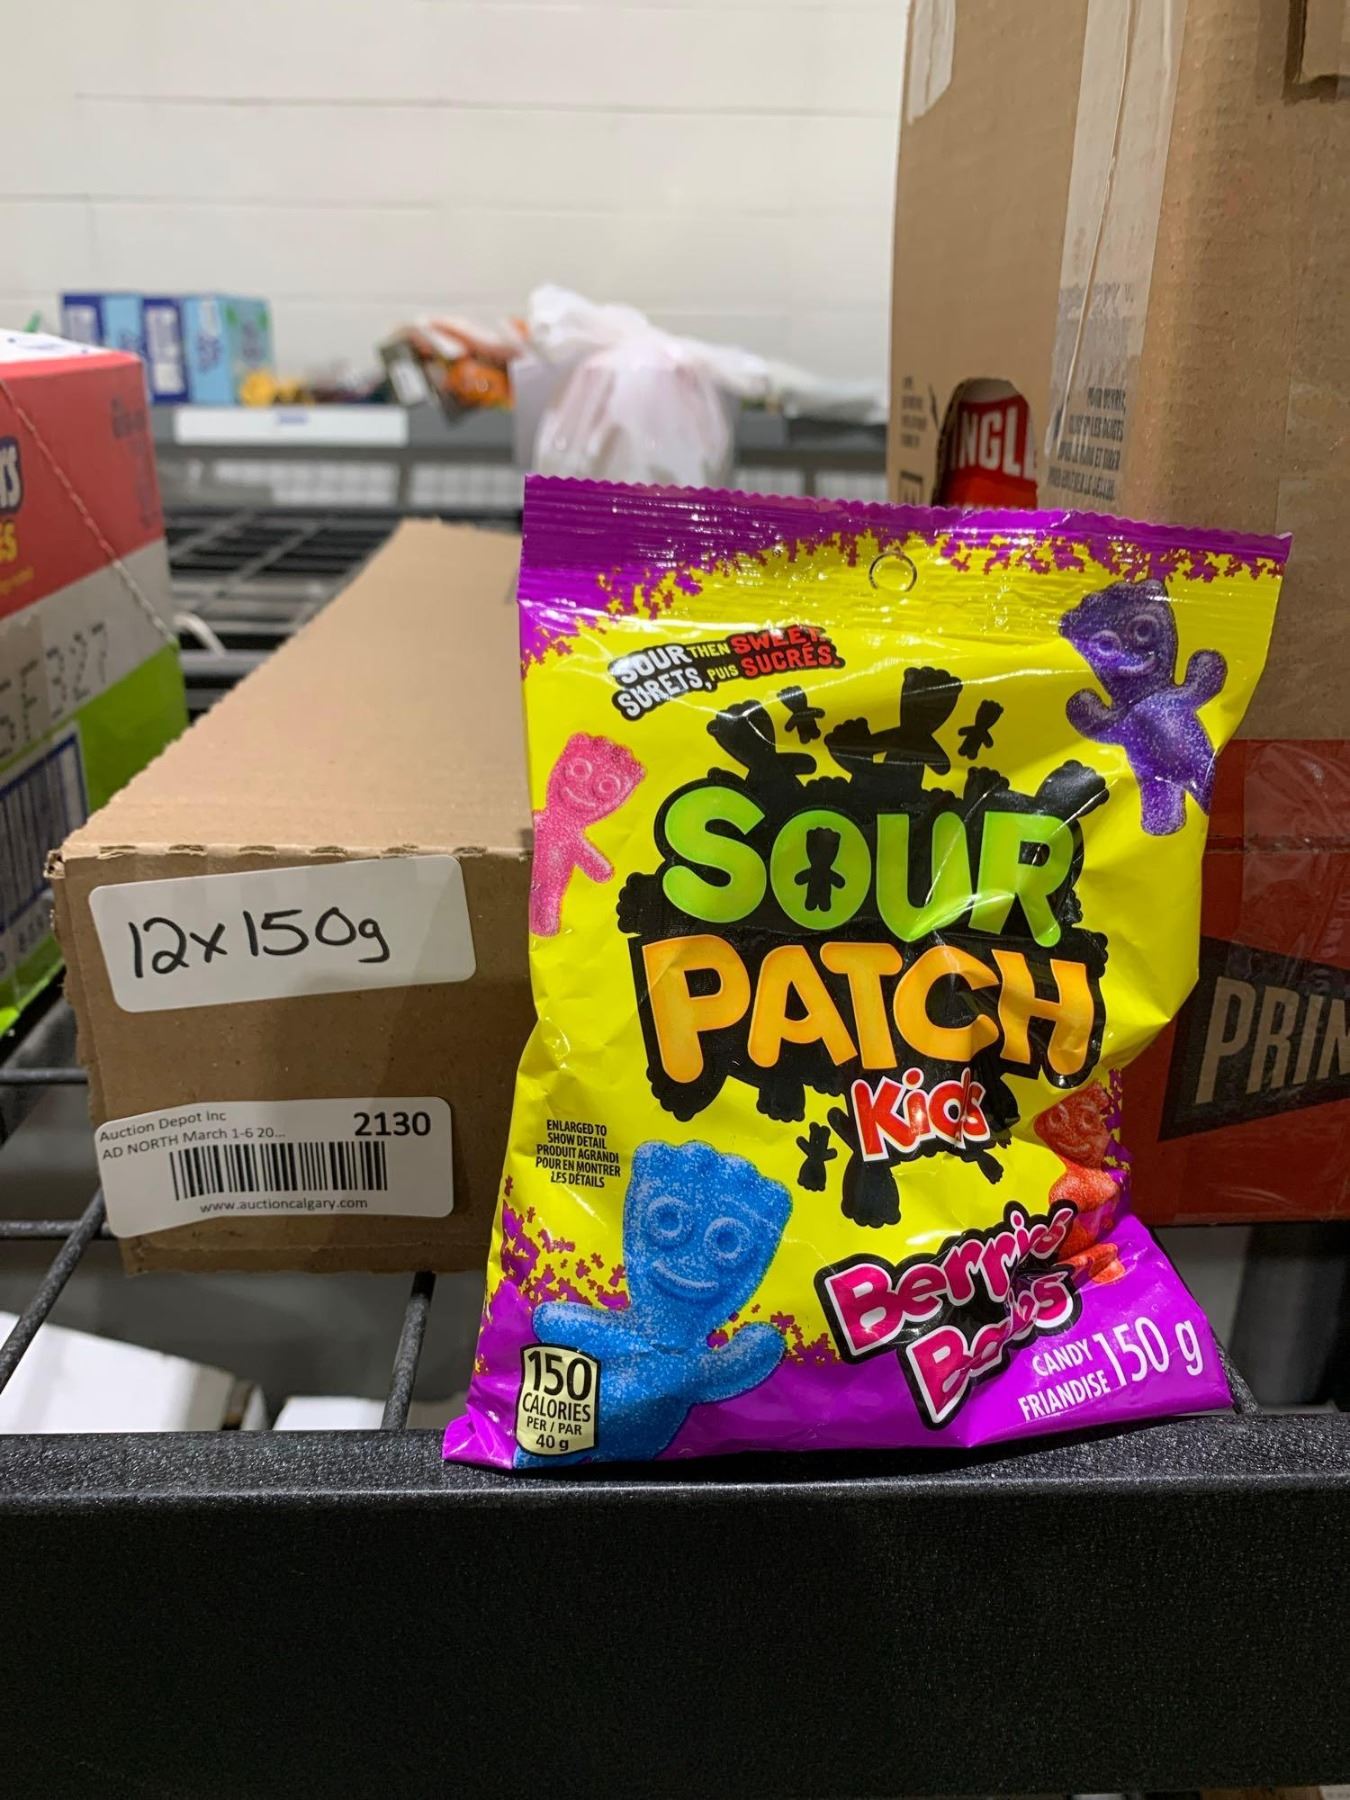 12x150g
Auction Depot Inc
AD NORTH March 1-6 20...
2130
www.auctioncalgary.com
SOUR THEN SWEET.
SURETS, PUIS SUCRÉS.
SOUR
PATCH
Kids
ENLARGED TO
SHOW DETAIL
PRODUIT AGRANDI
POUR EN MONTRER
LES DÉTAILS
150
CALORIES
PER / PAR
40 g
CANDY
FRIANDISE
150 g
INGL
PRIN